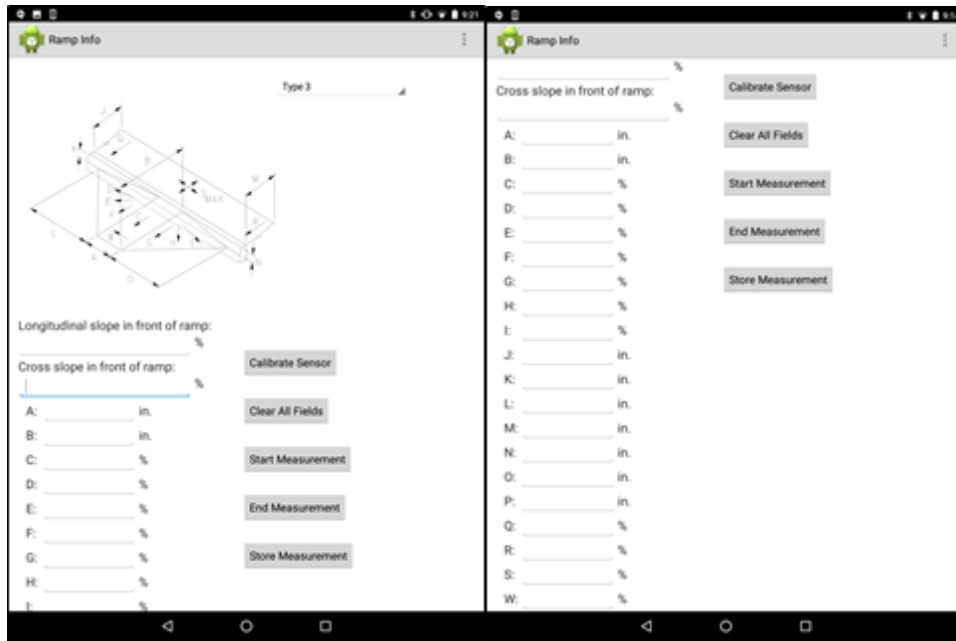 9:21
Ramp Info
Type 3
J
Q
K
B
W
MAX
E
F
R
L
G
H
I
N
A
O
Longitudinal slope in front of ramp:
%
Cross slope in front of ramp:
%
A: in.
B: in.
C: %
D: %
E: %
F: %
G: %
H: %
I: %
Calibrate Sensor
Clear All Fields
Start Measurement
End Measurement
Store Measurement
Ramp Info
%
Cross slope in front of ramp:
%
A: in.
B: in.
C: %
D: %
E: %
F: %
G: %
H: %
I: %
J: in.
K: in.
L: in.
M: in.
N: in.
O: in.
P: in.
Q: %
R: %
S: %
W: %
Calibrate Sensor
Clear All Fields
Start Measurement
End Measurement
Store Measurement